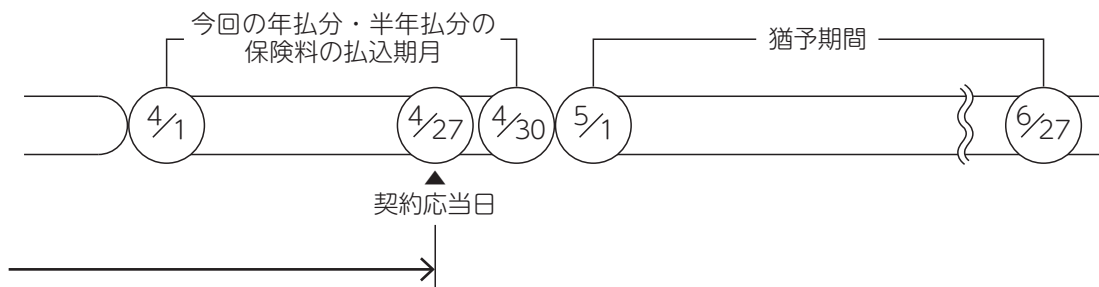 今回の年払分・半年払分の
保険料の払込期月
猶予期間
4/1
4/27
4/30
5/1
6/27
契約応当日